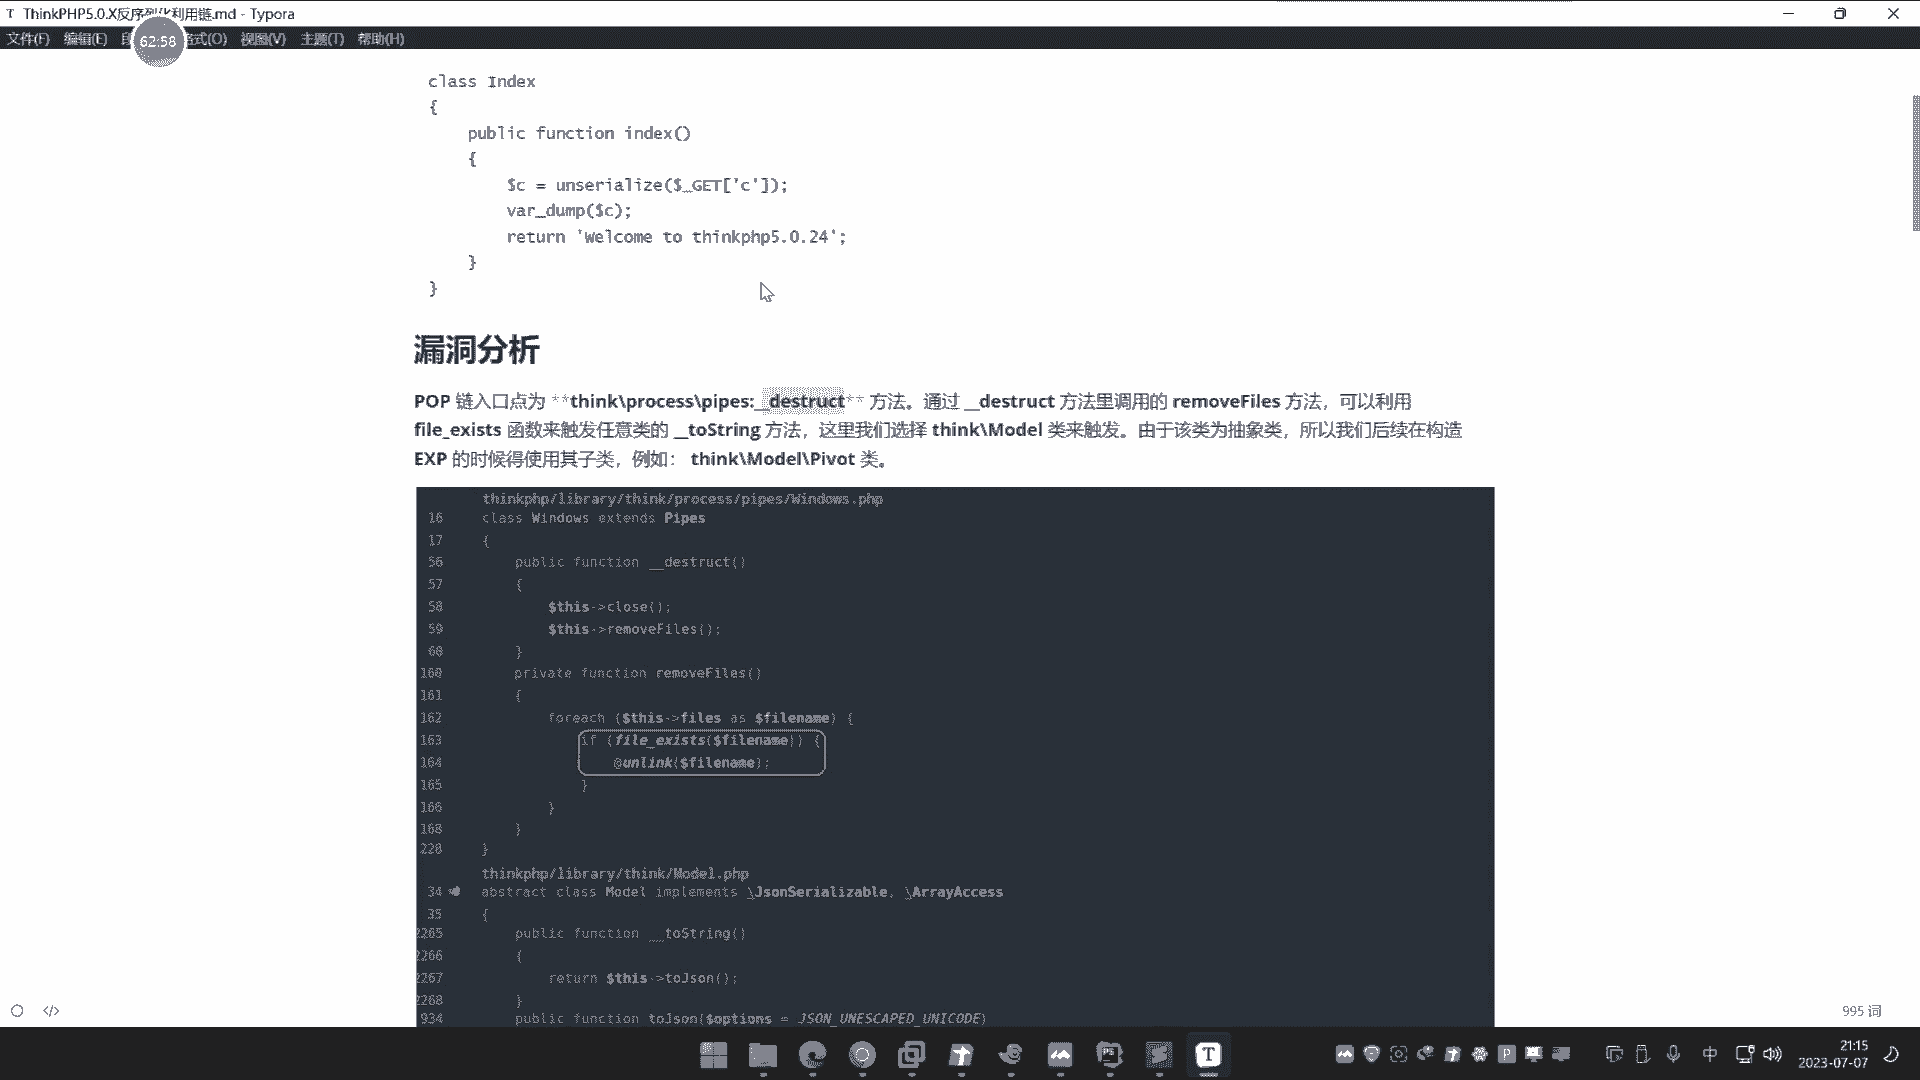 ThinkPHP5.0.X反序列化利用链.md - Typora
文件(F) 编辑(E) 段 式(O) 视图(V) 主题(T) 帮助(H)
62:58
class Index
{
public function index()
{
$c = unserialize($_GET['c']);
var_dump($c);
return 'Welcome to thinkphp5.0.24';
}
}
漏洞分析
POP 链入口点为 **think\process\pipes:__destruct** 方法。通过 __destruct 方法里调用的 removeFiles 方法，可以利用
file_exists 函数来触发任意类的 __toString 方法，这里我们选择 think\Model 类来触发。由于该类为抽象类，所以我们后续在构造
EXP 的时候得使用其子类，例如： think\Model\Pivot 类。
thinkphp/library/think/process/pipes/Windows.php
16 class Windows extends Pipes
17 {
56 public function __destruct()
57 {
58 $this->close();
59 $this->removeFiles();
60 }
160 private function removeFiles()
161 {
162 foreach ($this->files as $filename) {
163 if (file_exists($filename)) {
164 @unlink($filename);
165 }
166 }
168 }
228 }
thinkphp/library/think/Model.php
34 abstract class Model implements \JsonSerializable, \ArrayAccess
35 {
2265 public function __toString()
2266 {
2267 return $this->toJson();
2268 }
934 public function toJson($options = JSON_UNESCAPED_UNICODE)
995 词
中
21:15
2023-07-07